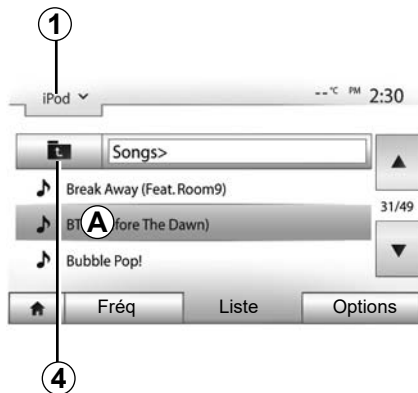 1
iPod --°C PM 2:30
Songs>
Break Away (Feat. Room9)
31/49
A
BT fore The Dawn)
Bubble Pop!
Fréq Liste Options
4